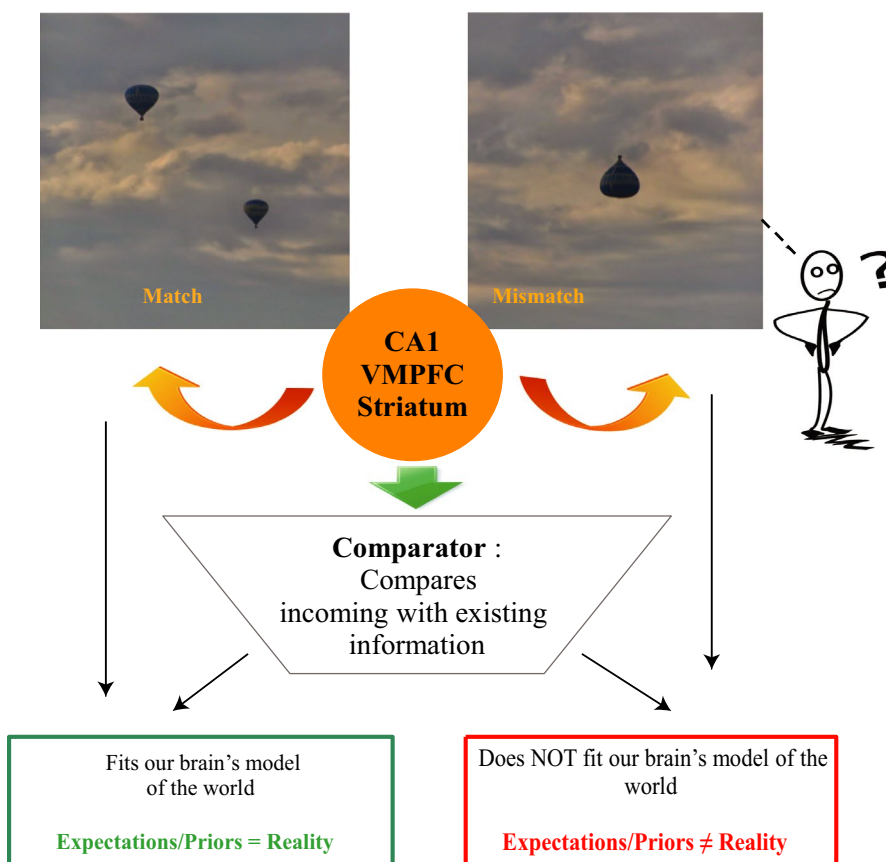 Match
Mismatch
?
CA1
VMPFC
Striatum
Comparator :
Compares
incoming with existing
information
Fits our brain’s model
of the world
Expectations/Priors = Reality
Does NOT fit our brain’s model of the
world
Expectations/Priors ≠ Reality